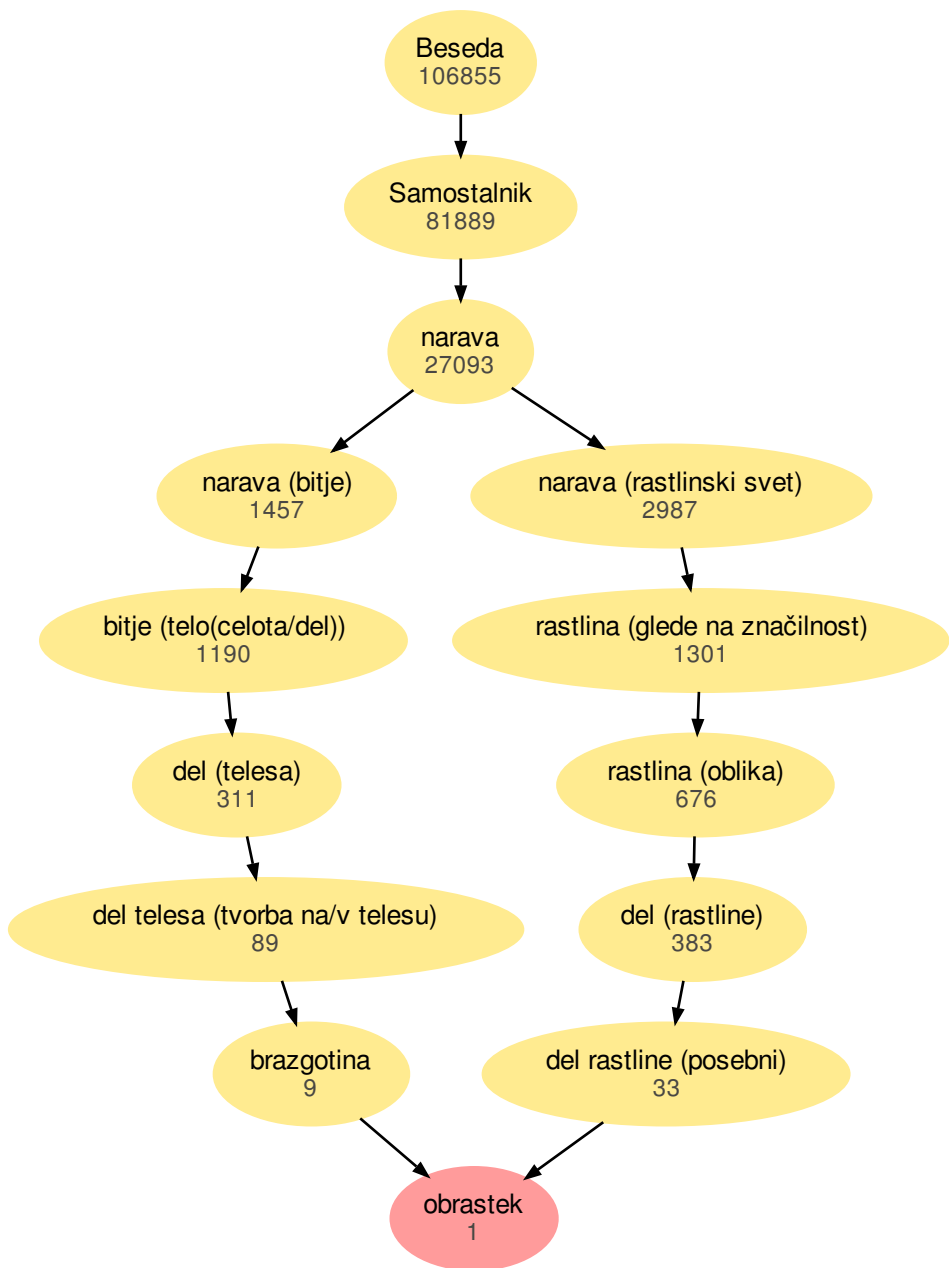 Beseda
106855
Samostalnik
81889
narava
27093
narava (bitje)
1457
narava (rastlinski svet)
2987
bitje (telo(celota/del))
1190
rastlina (glede na značilnost)
1301
del (telesa)
311
rastlina (oblika)
676
del telesa (tvorba na/v telesu)
89
del (rastline)
383
brazgotina
9
del rastline (posebni)
33
obrastek
1